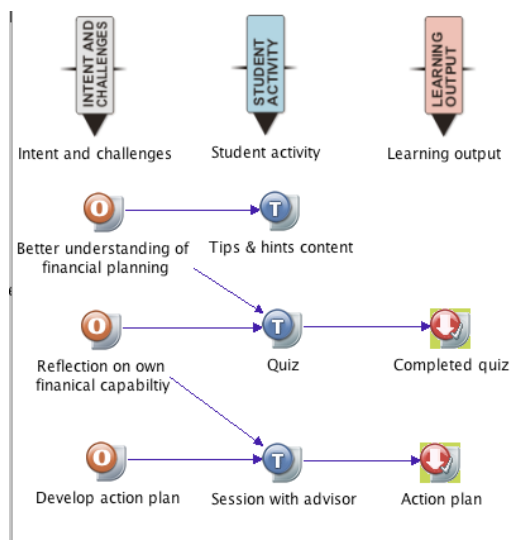 INTENT AND
CHALLENGES
STUDENT
ACTIVITY
LEARNING
OUTPUT
Intent and challenges
Student activity
Learning output
O
T
Better understanding of
financial planning
Tips & hints content
O
T
Reflection on own
finanical capabiltiy
Quiz
Completed quiz
O
T
Develop action plan
Session with advisor
Action plan